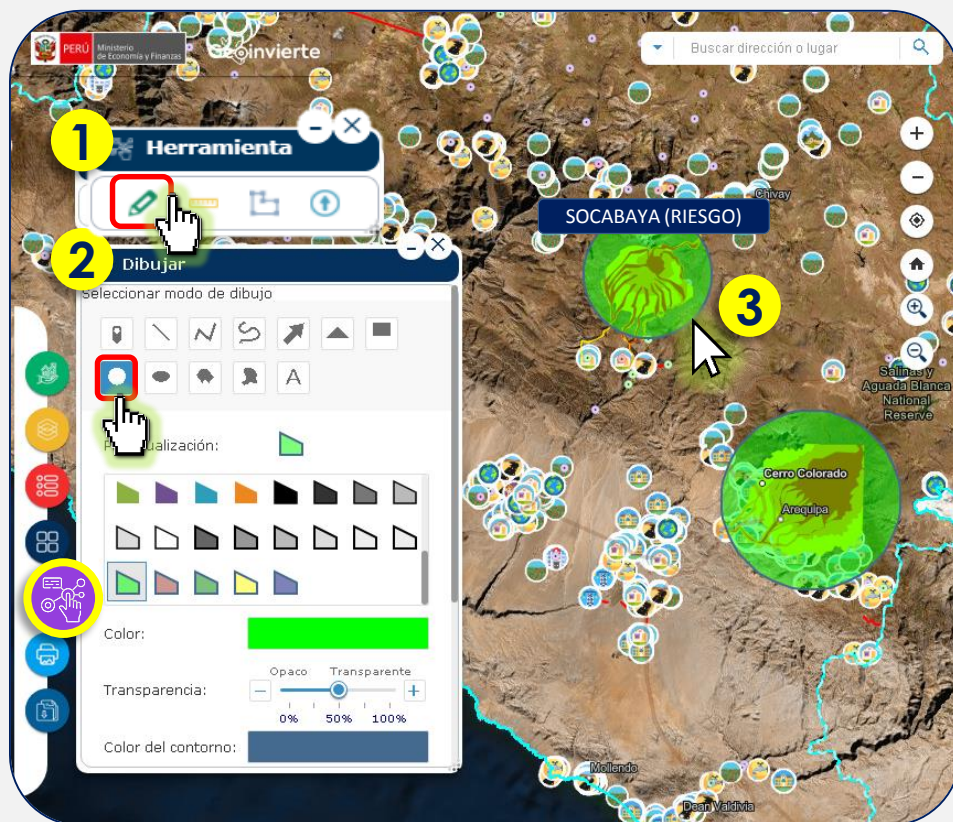 PERÚ
Ministerio
de Economía y Finanzas
Geoinvierte
Buscar dirección o lugar
1
Herramienta
Chivay
SOCABAYA (RIESGO)
2
Dibujar
3
Seleccionar modo de dibujo
A
Salinas y
Aguada Blanca
National
Reserve
Cerro Colorado
Arequipa
Color:
Opaco Transparente
Transparencia:
0% 50% 100%
Color del contorno:
Mollendo
Dean Valdivia